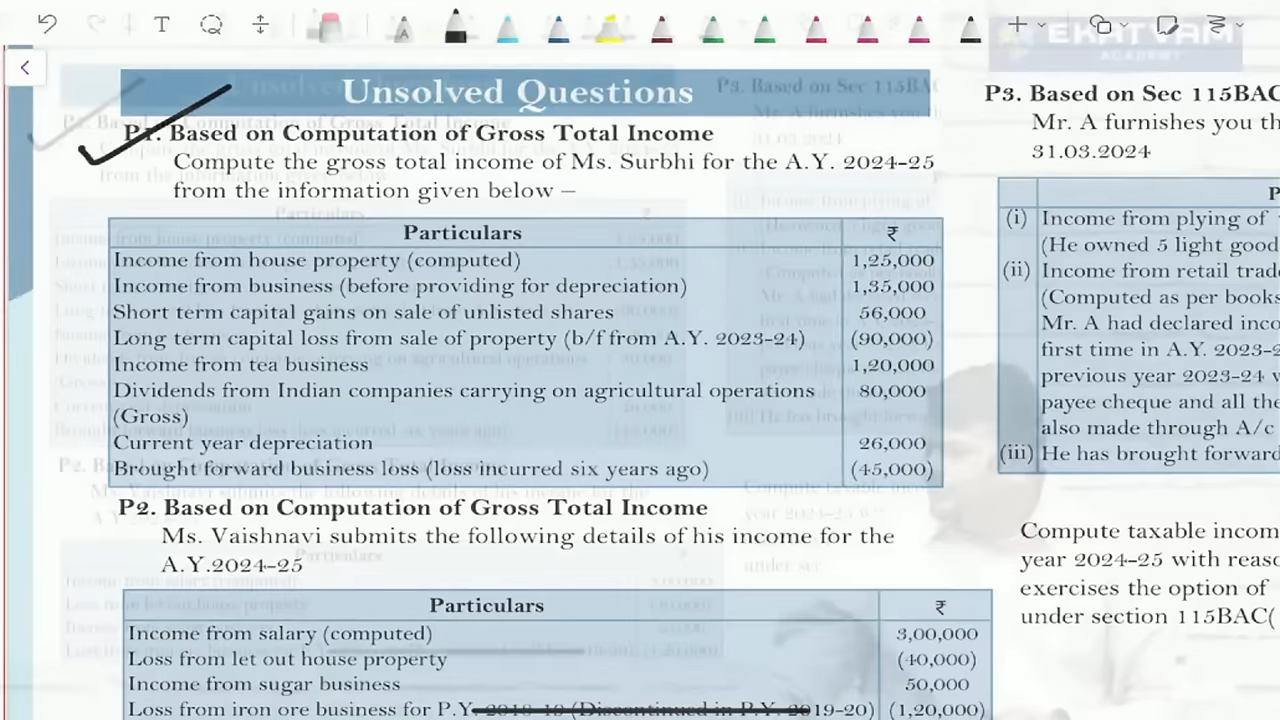 EKATVAM
ACADEMY
Unsolved Questions
P1. Based on Computation of Gross Total Income
Compute the gross total income of Ms. Surbhi for the A.Y. 2024–25
from the information given below –
Particulars ₹
Income from house property (computed) 1,25,000
Income from business (before providing for depreciation) 1,35,000
Short term capital gains on sale of unlisted shares 56,000
Long term capital loss from sale of property (b/f from A.Y. 2023-24) (90,000)
Income from tea business 1,20,000
Dividends from Indian companies carrying on agricultural operations 80,000
(Gross)
Current year depreciation 26,000
Brought forward business loss (loss incurred six years ago) (45,000)
P2. Based on Computation of Gross Total Income
Ms. Vaishnavi submits the following details of his income for the
A.Y.2024–25
Particulars ₹
Income from salary (computed) 3,00,000
Loss from let out house property (40,000)
Income from sugar business 50,000
Loss from iron ore business for P.Y. 2018-19 (Discontinued in P.Y. 2019-20) (1,20,000)
P3. Based on Sec 115BAC
Mr. A furnishes you th
31.03.2024
P
(i) Income from plying of
(He owned 5 light good
(ii) Income from retail trad
(Computed as per books
Mr. A had declared inco
first time in A.Y. 2023-2
previous year 2023-24 w
payee cheque and all the
also made through A/c
(iii) He has brought forward
Compute taxable incom
year 2024-25 with reaso
exercises the option of
under section 115BAC(